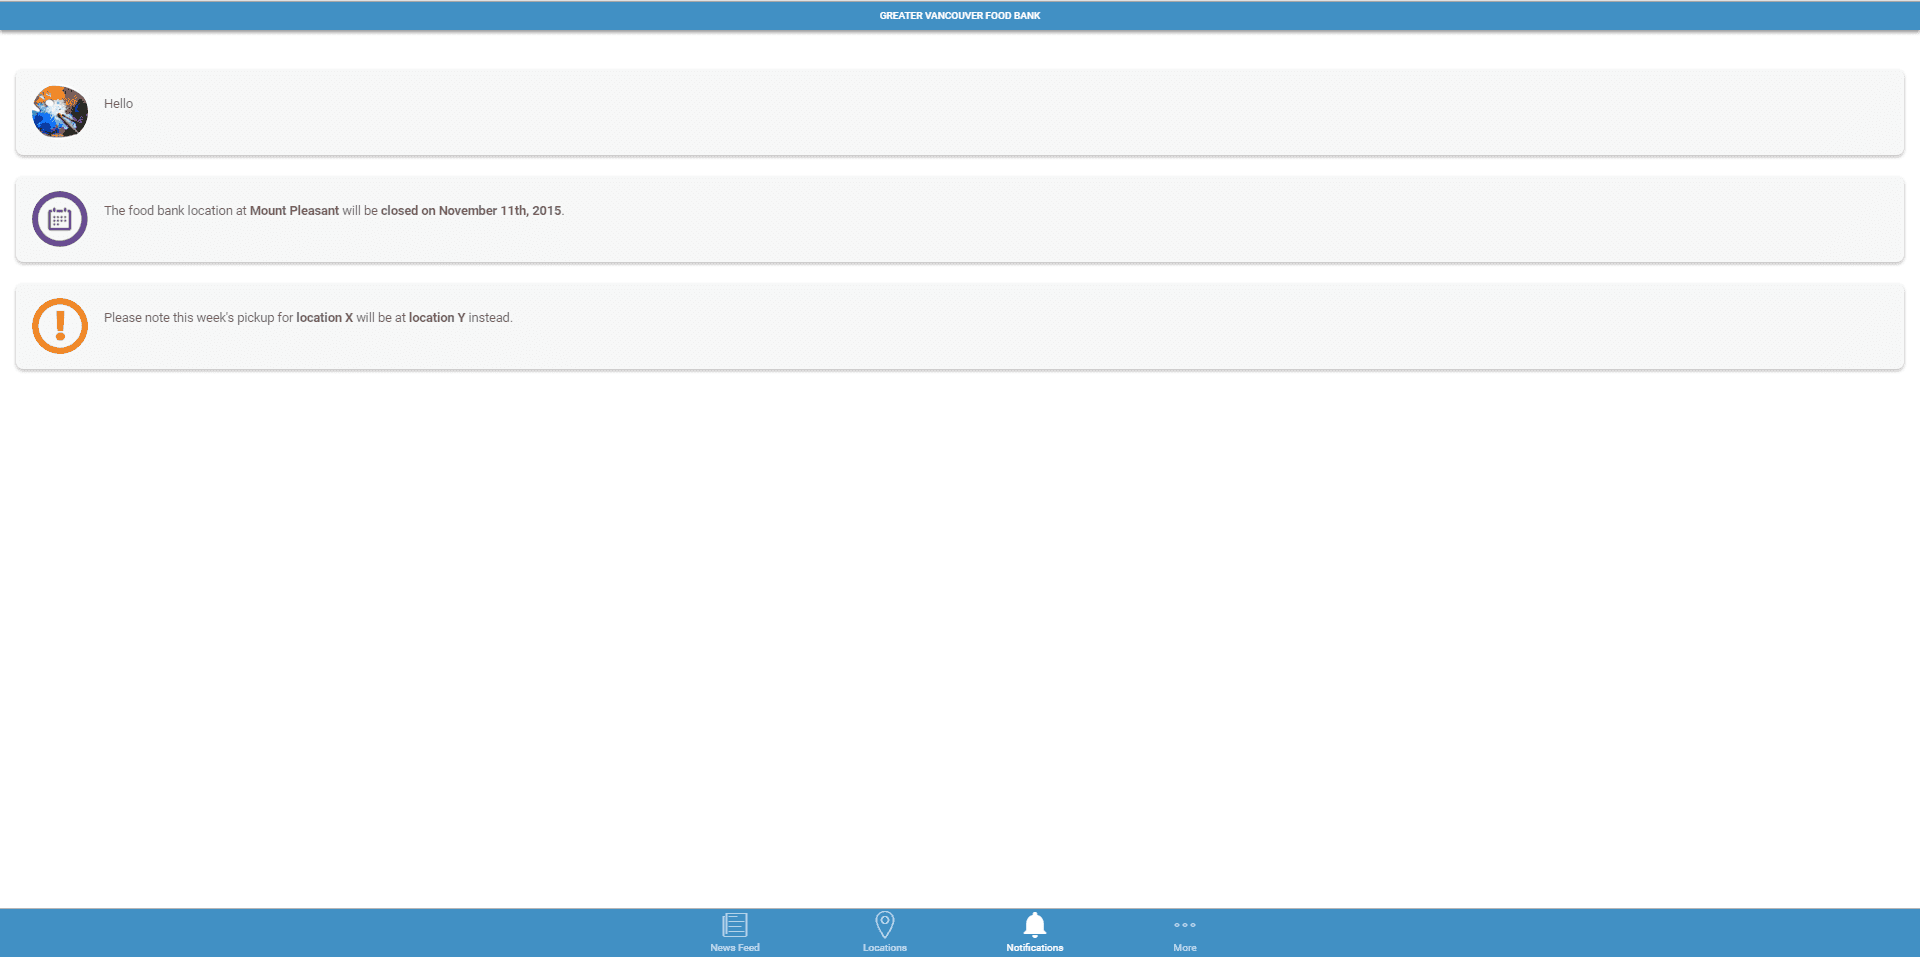 GREATER VANCOUVER FOOD BANK
Hello
The food bank location at Mount Pleasant will be closed on November 11th, 2015.
Please note this week's pickup for location X will be at location Y instead.
News Feed
Locations
Notifications
More